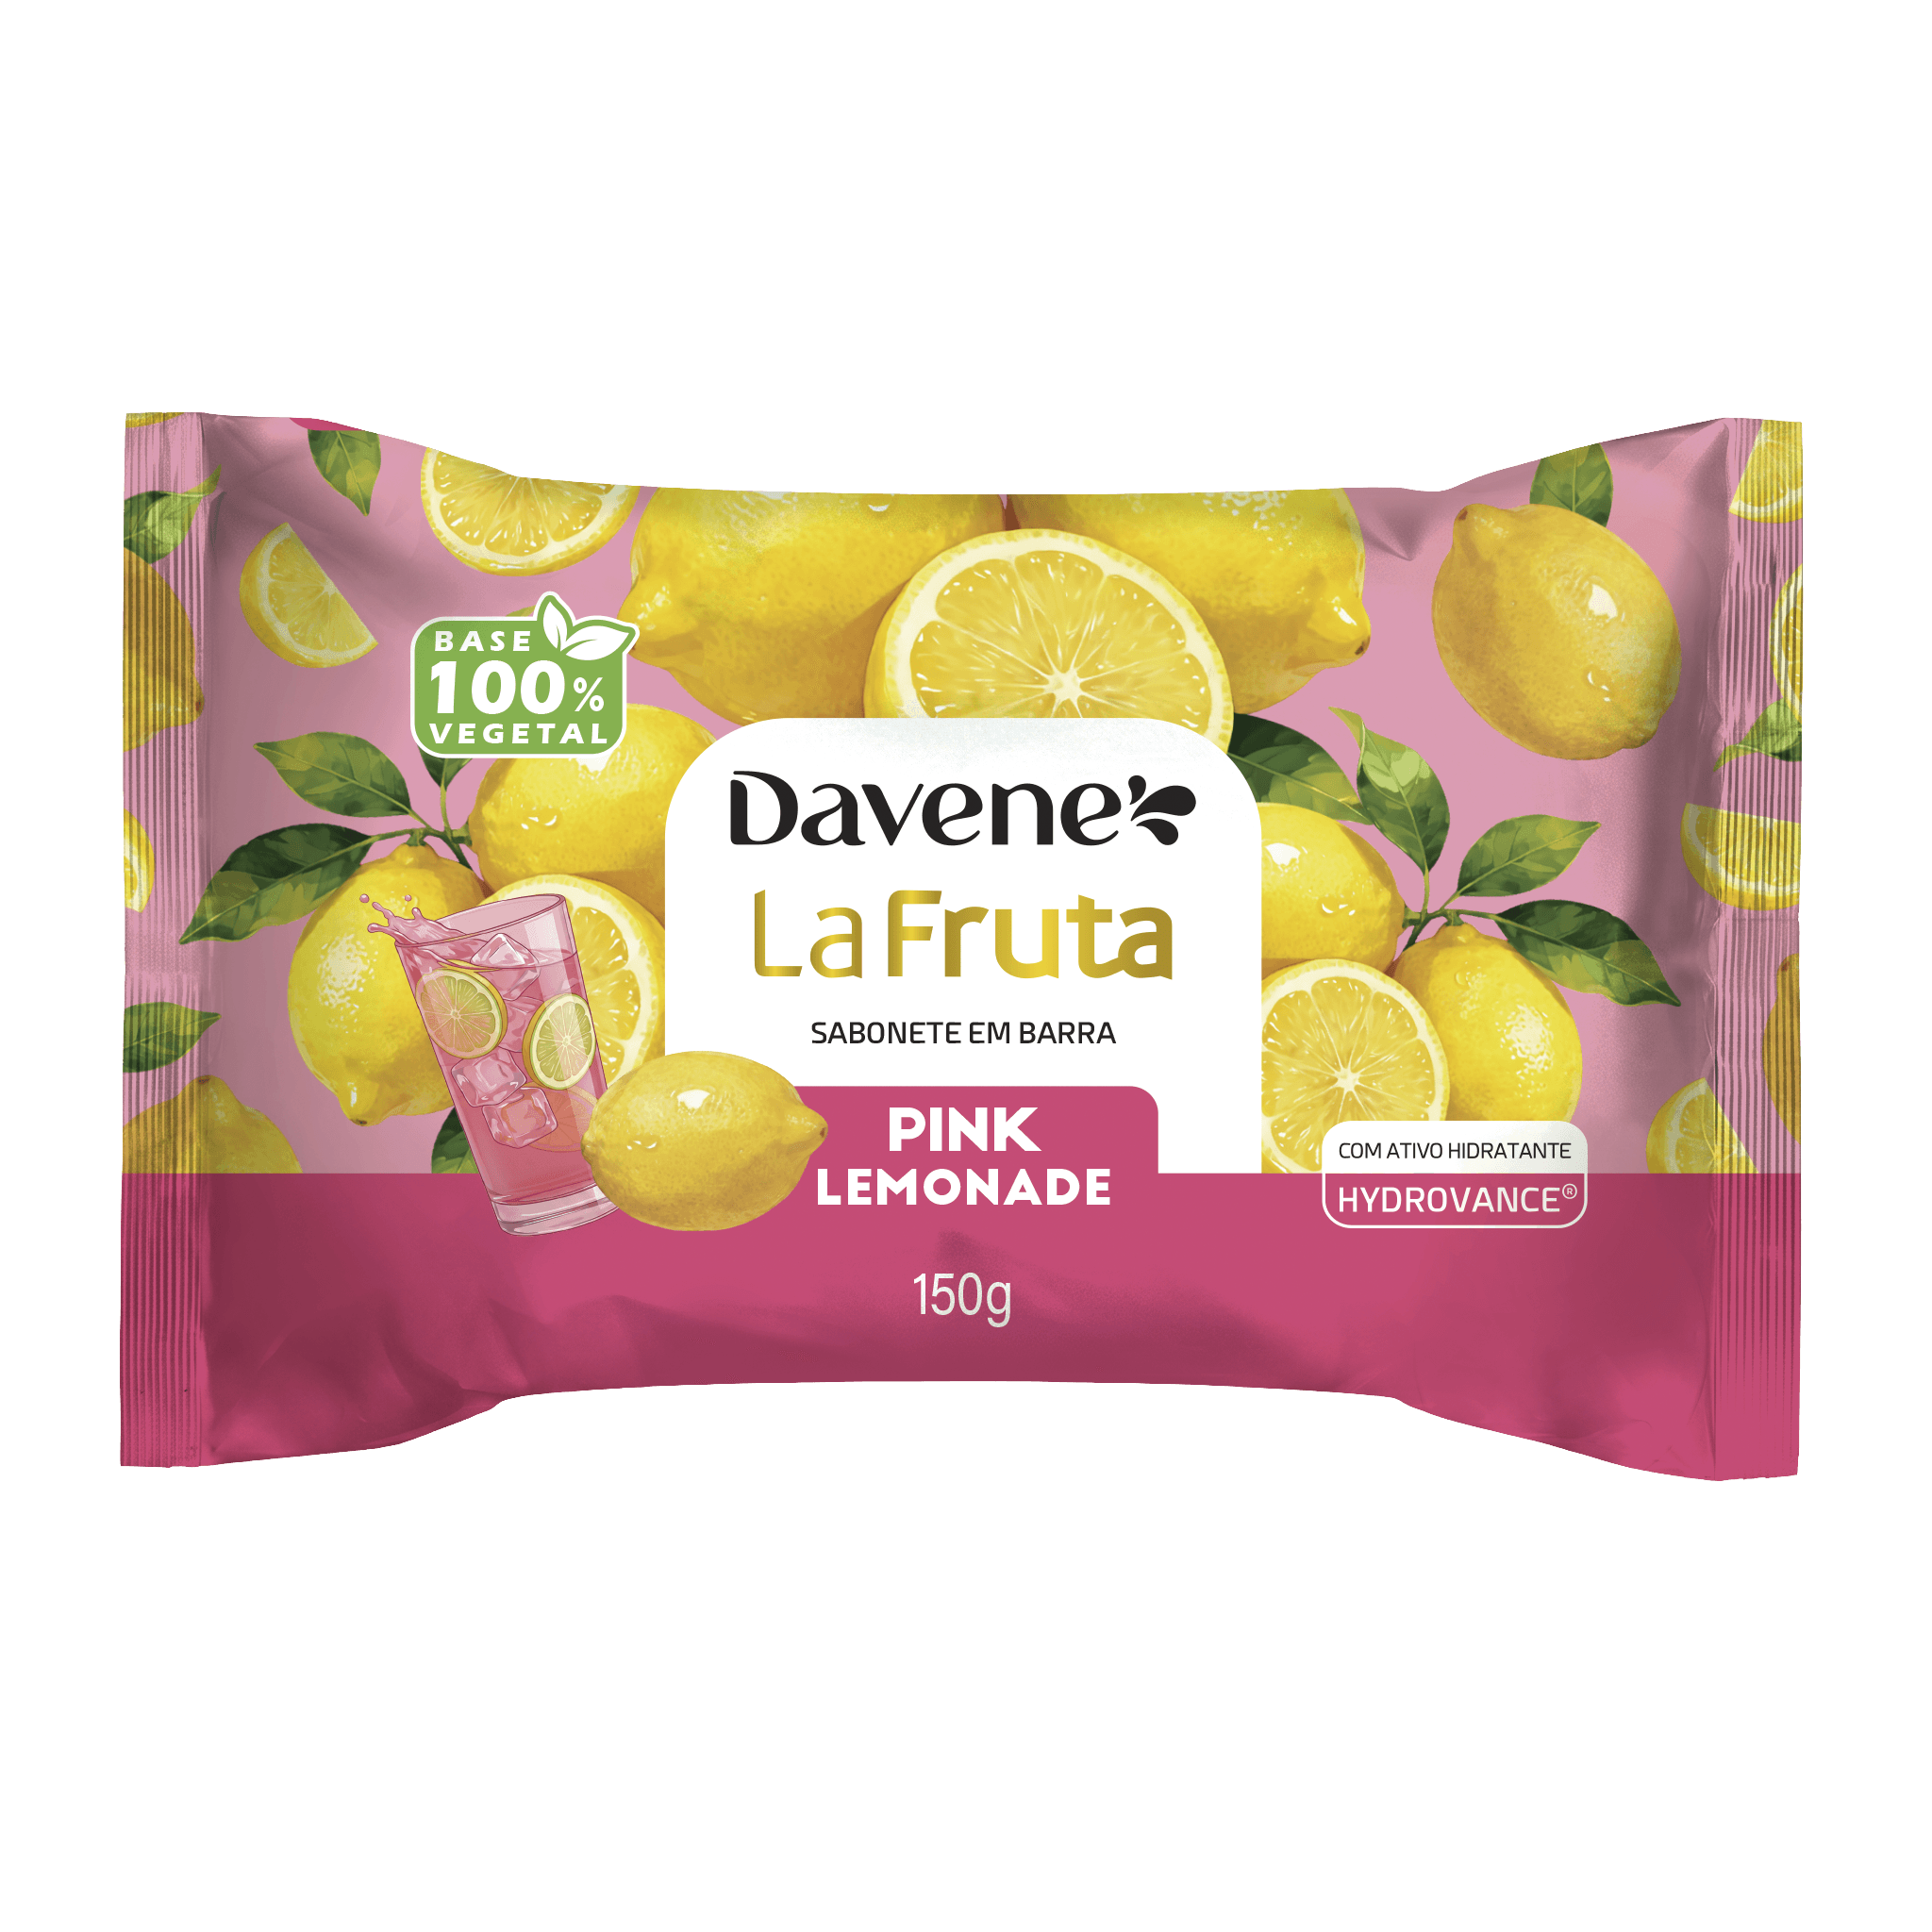 BASE
100%
VEGETAL
Davene
La Fruta
SABONETE EM BARRA
PINK
LEMONADE
COM ATIVO HIDRATANTE
HYDROVANCE®
150g